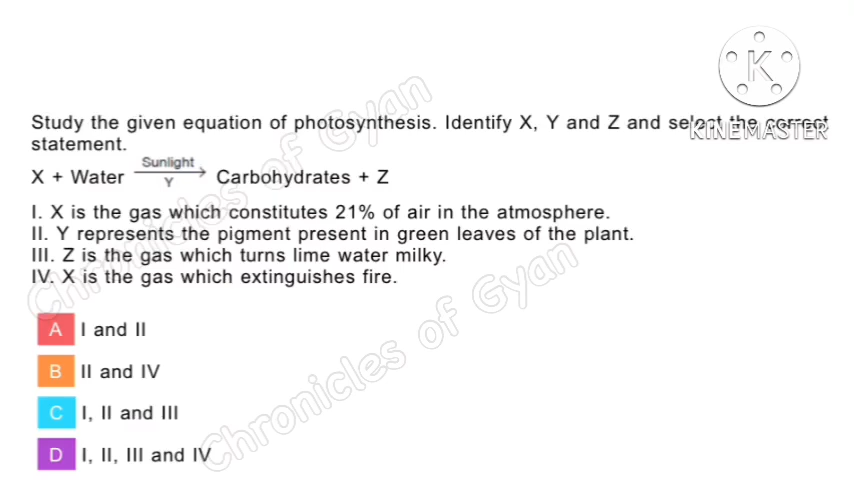 K
KINEMASTER
Study the given equation of photosynthesis. Identify X, Y and Z and select the correct
statement.
X + Water Sunlight Y Carbohydrates + Z
I. X is the gas which constitutes 21% of air in the atmosphere.
II. Y represents the pigment present in green leaves of the plant.
III. Z is the gas which turns lime water milky.
IV. X is the gas which extinguishes fire.
A I and II
B II and IV
C I, II and III
D I, II, III and IV
Chronicles of Gyan
Chronicles of Gyan